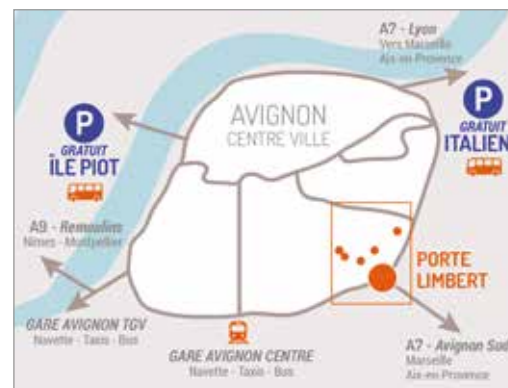 A7 - Lyon
Vers Marseille
Aix-en-Provence
P
GRATUIT
ITALIENS
AVIGNON
CENTRE VILLE
P
GRATUIT
ÎLE PIOT
A9 - Remoulins
Nîmes - Montpellier
PORTE
LIMBERT
GARE AVIGNON TGV
Navette - Taxis - Bus
GARE AVIGNON CENTRE
Navette - Taxis - Bus
A7 - Avignon Sud
Marseille
Aix-en-Provence